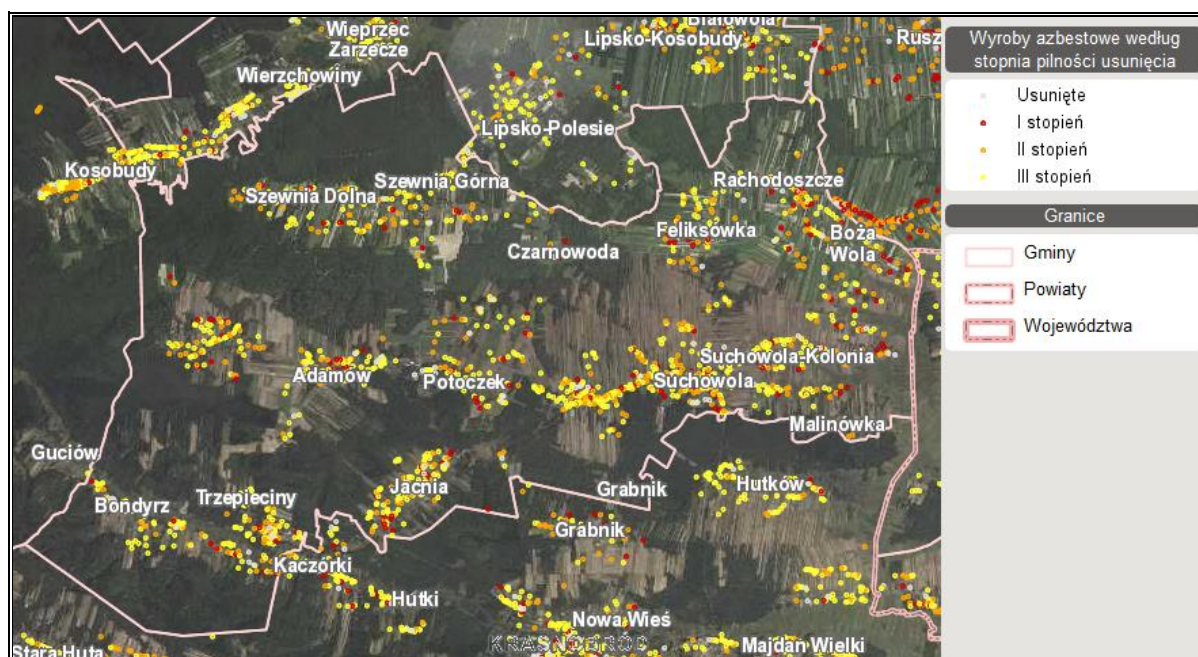 Białowola
Wieprzec
Zarzecze
Lipsko-Kosobudy
Rusz
Wierzchowiny
Lipsko-Polesie
Kosobudy
Szewnia Górna
Szewnia Dolna
Rachodoszcze
Feliksówka
Boża
Wola
Czarnowoda
Suchowola-Kolonia
Adamów
Potoczek
Suchowola
Malinówka
Guciów
Jacnia
Grabnik
Hutków
Bondyrz
Trzepieciny
Grabnik
Kaczórki
Hutki
Nowa Wieś
KRASNOBRÓD
Majdan Wielki
Stara Huta
Wyroby azbestowe według
stopnia pilności usunięcia
Usunięte
I stopień
II stopień
III stopień
Granice
Gminy
Powiaty
Województwa